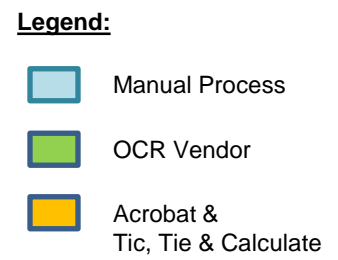 Legend:
Manual Process
OCR Vendor
Acrobat &
Tic, Tie & Calculate